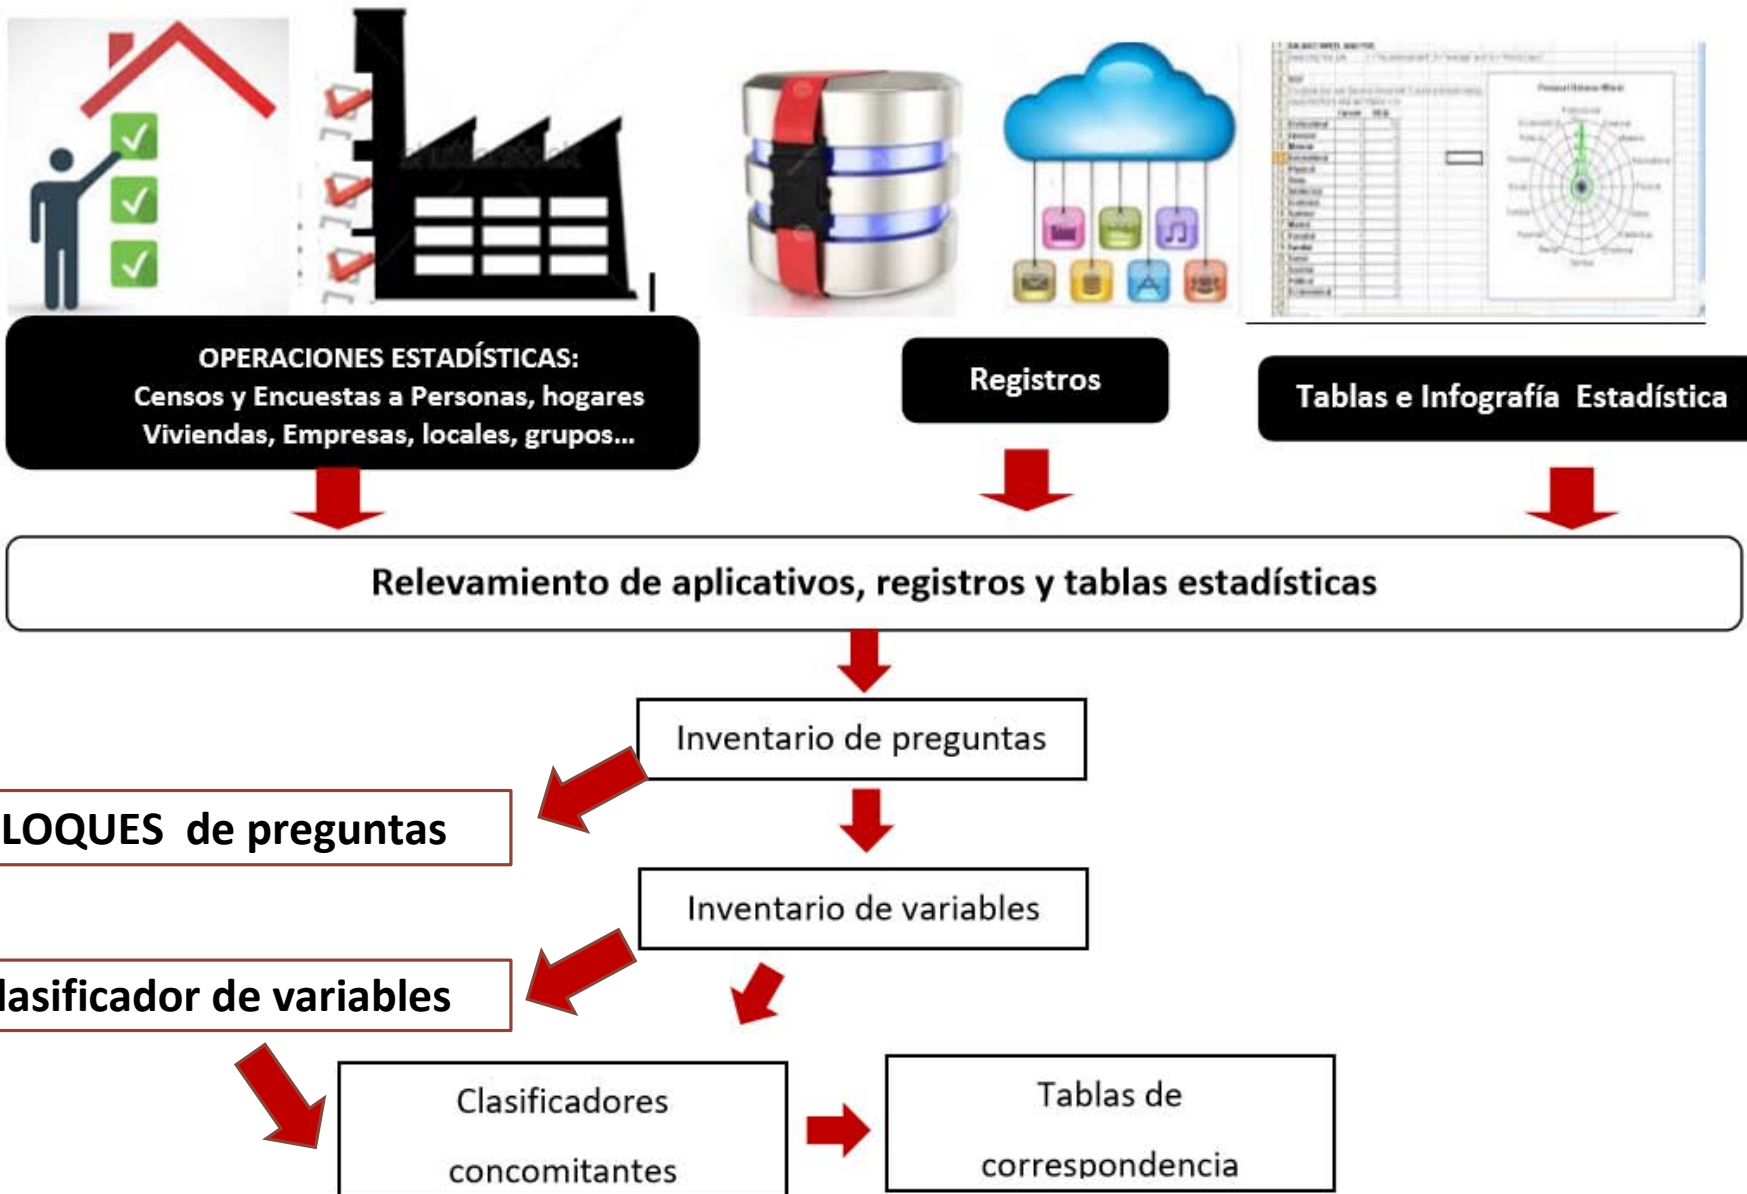 OPERACIONES ESTADÍSTICAS:
Censos y Encuestas a Personas, hogares
Viviendas, Empresas, locales, grupos...
Registros
Tablas e Infografía Estadística
Relevamiento de aplicativos, registros y tablas estadísticas
Inventario de preguntas
LOQUES de preguntas
Inventario de variables
lasificador de variables
Clasificadores
concomitantes
Tablas de
correspondencia